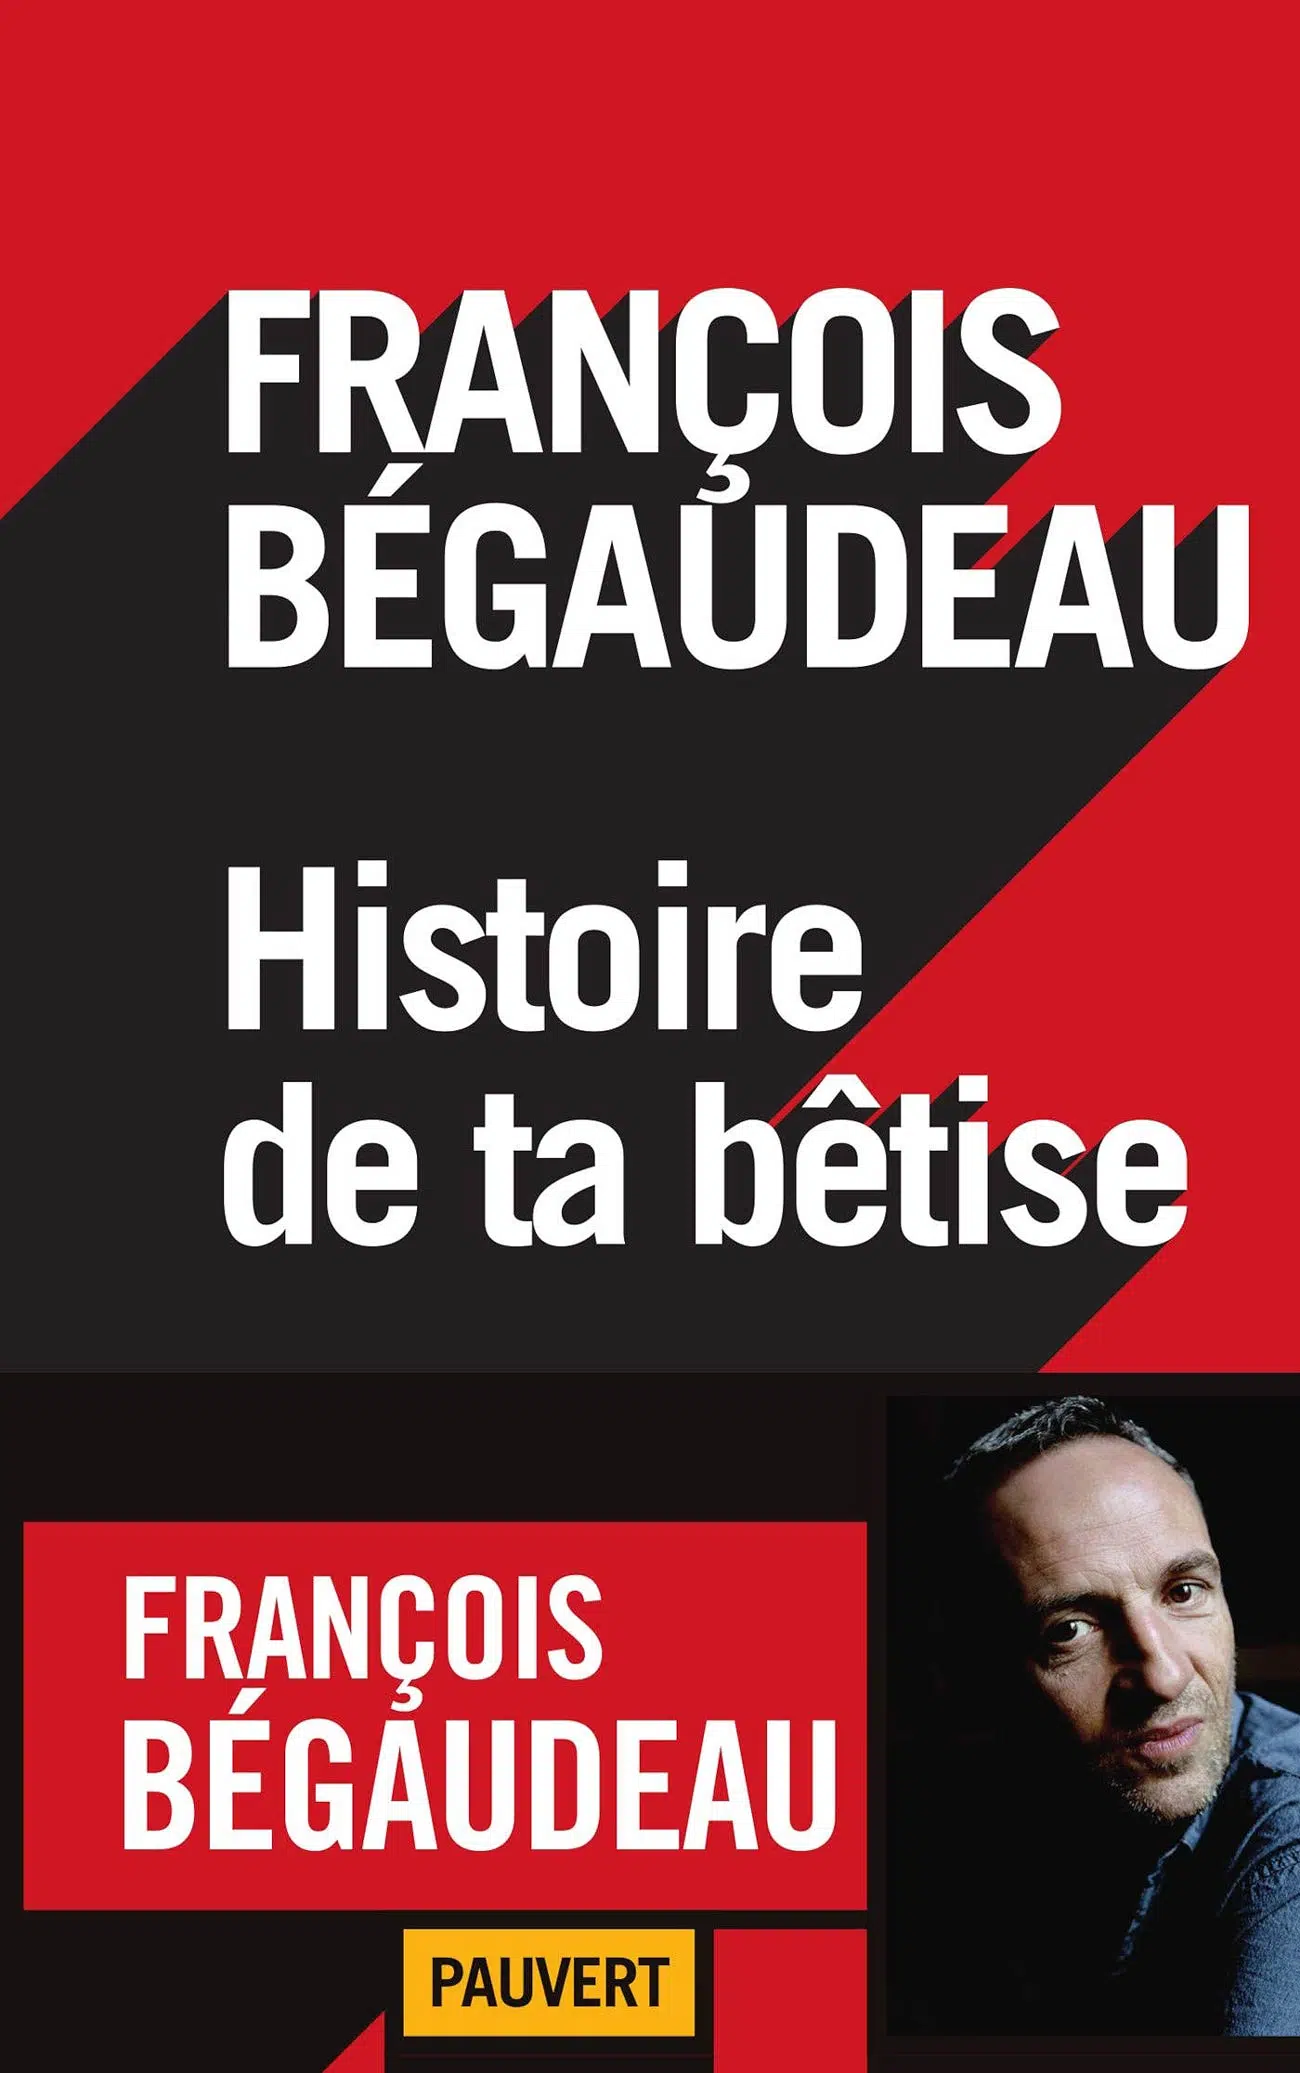 FRANÇOIS
BÉGAUDEAU
Histoire
de ta bêtise
FRANÇOIS
BÉGAUDEAU
PAUVERT